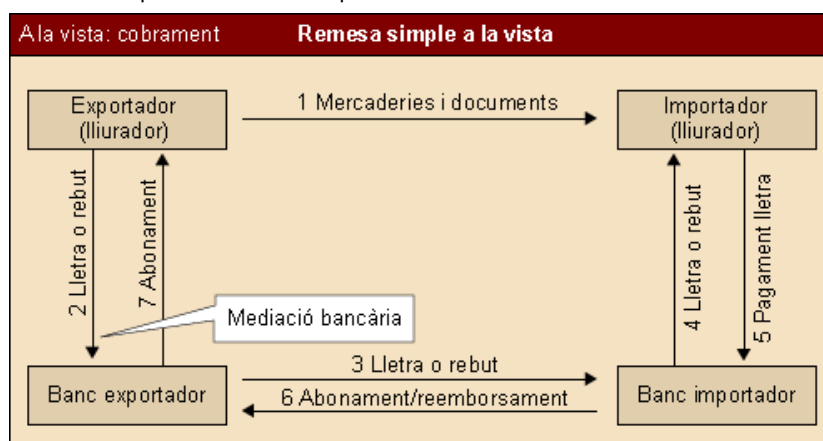 A la vista: cobrament
Remesa simple a la vista
Exportador
(lliurador)
1 Mercaderies i documents
Importador
(lliurador)
2 Lletra o rebut
7 Abonament
4 Lletra o rebut
5 Pagament lletra
Mediació bancària
Banc exportador
3 Lletra o rebut
6 Abonament/reemborsament
Banc importador